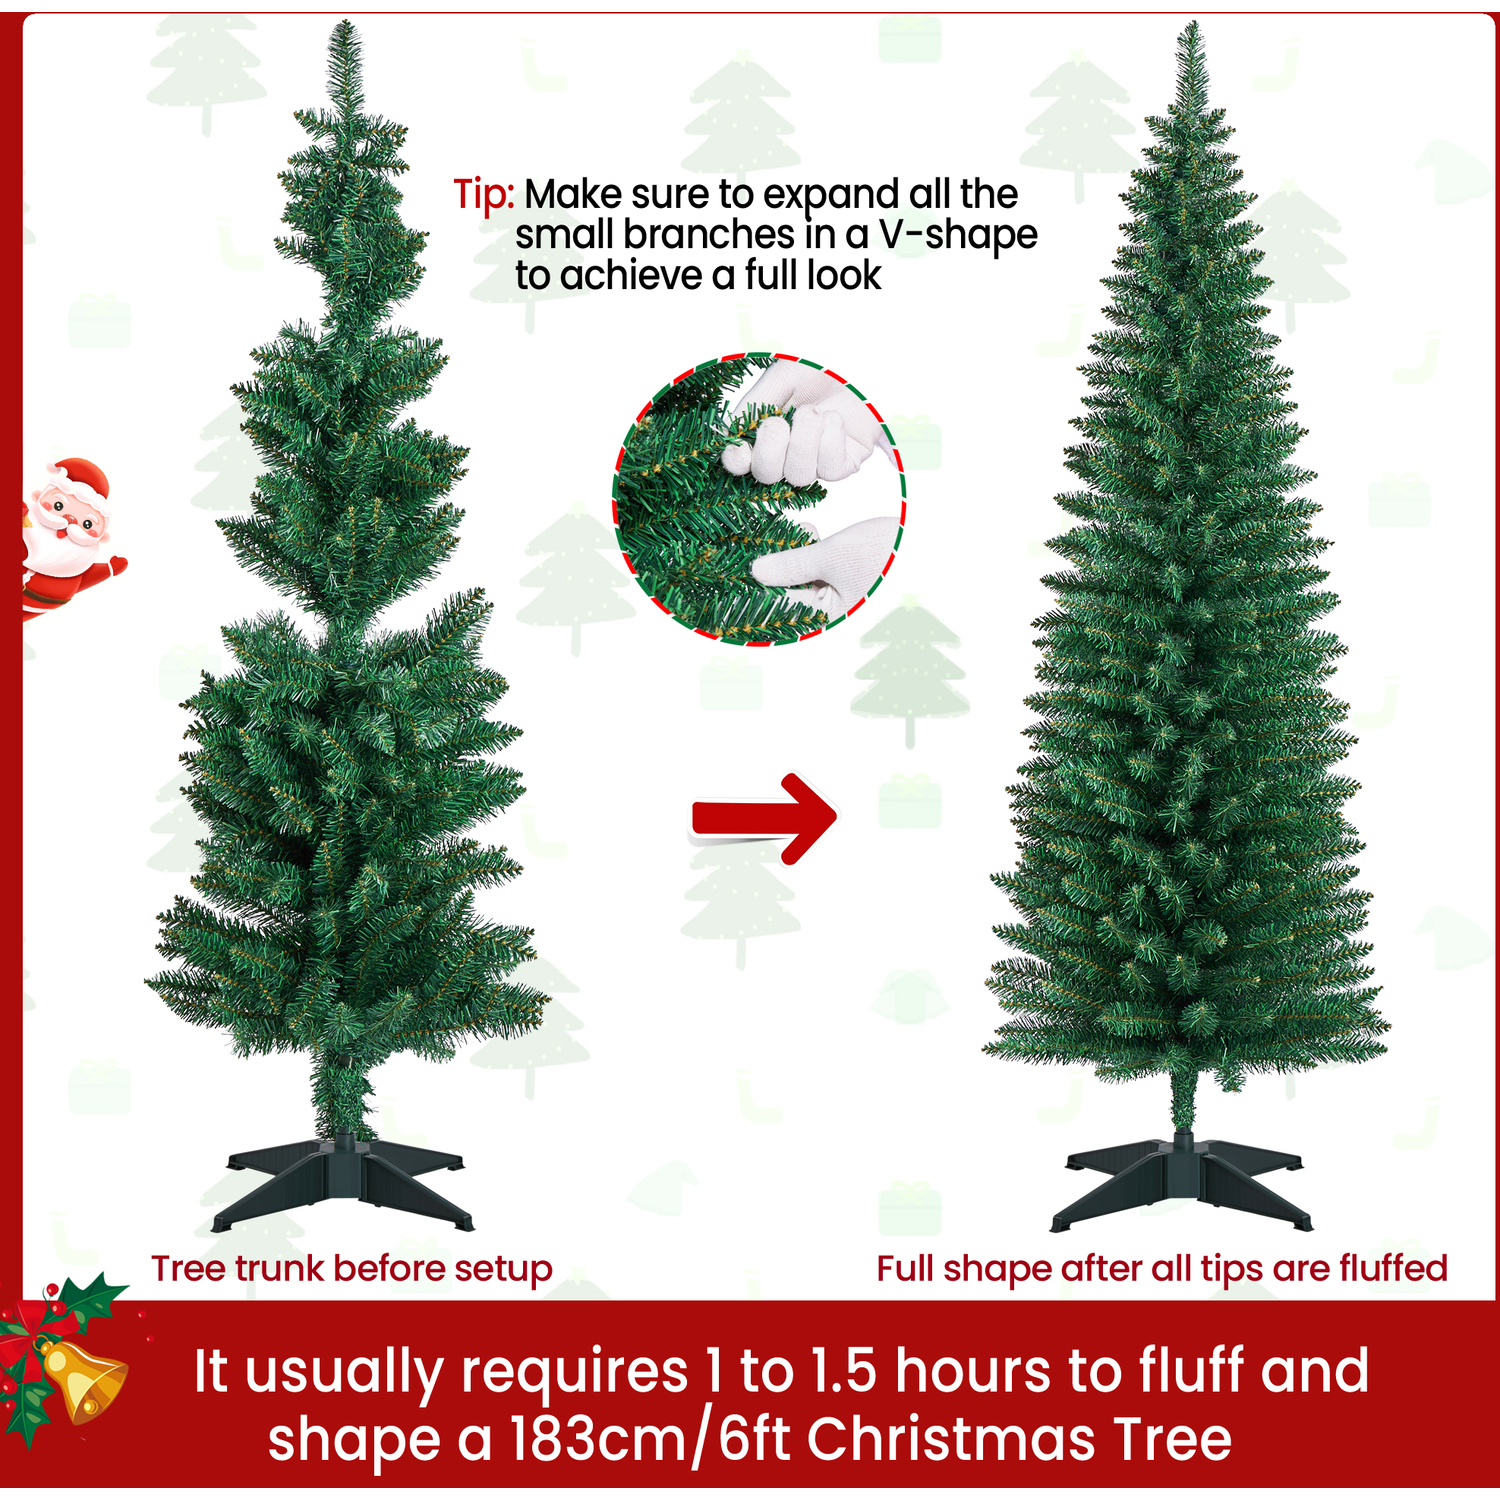 Tip: Make sure to expand all the
small branches in a V-shape
to achieve a full look
Tree trunk before setup
Full shape after all tips are fluffed
It usually requires 1 to 1.5 hours to fluff and
shape a 183cm/6ft Christmas Tree